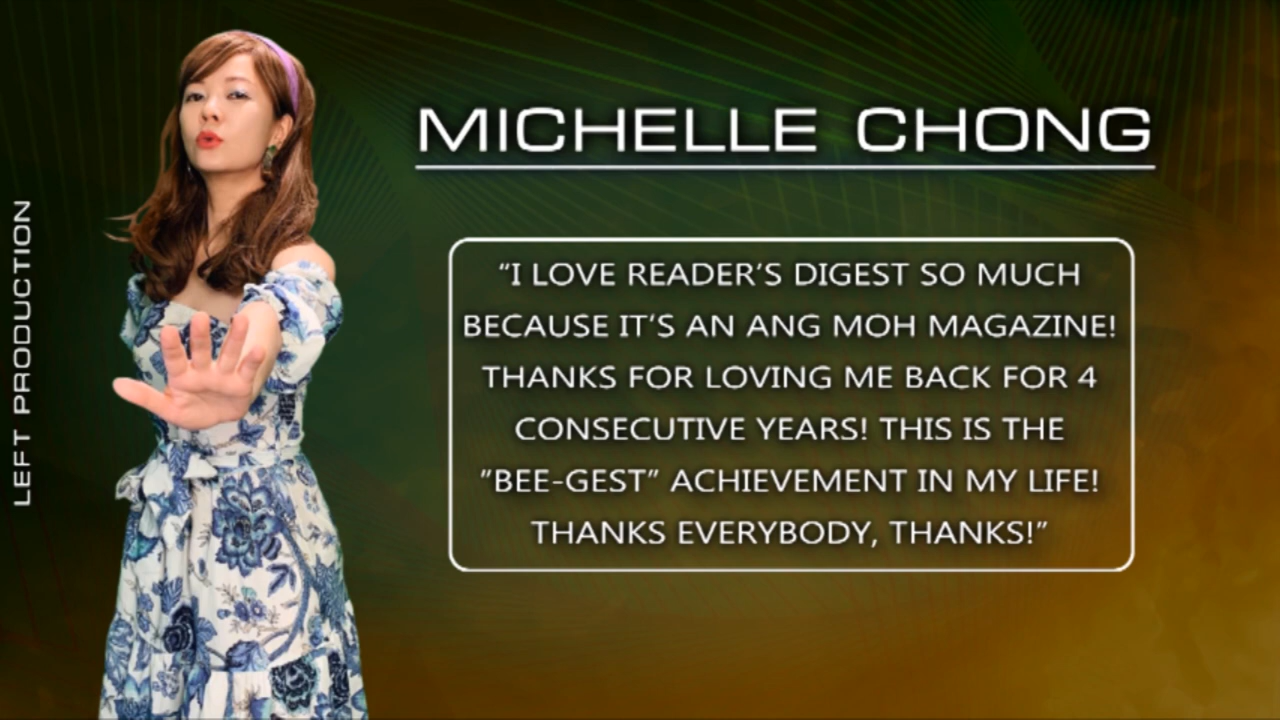 LEFT PRODUCTION
MICHELLE CHONG
“I LOVE READER’S DIGEST SO MUCH
BECAUSE IT’S AN ANG MOH MAGAZINE!
THANKS FOR LOVING ME BACK FOR 4
CONSECUTIVE YEARS! THIS IS THE
”BEE-GEST” ACHIEVEMENT IN MY LIFE!
THANKS EVERYBODY, THANKS!”